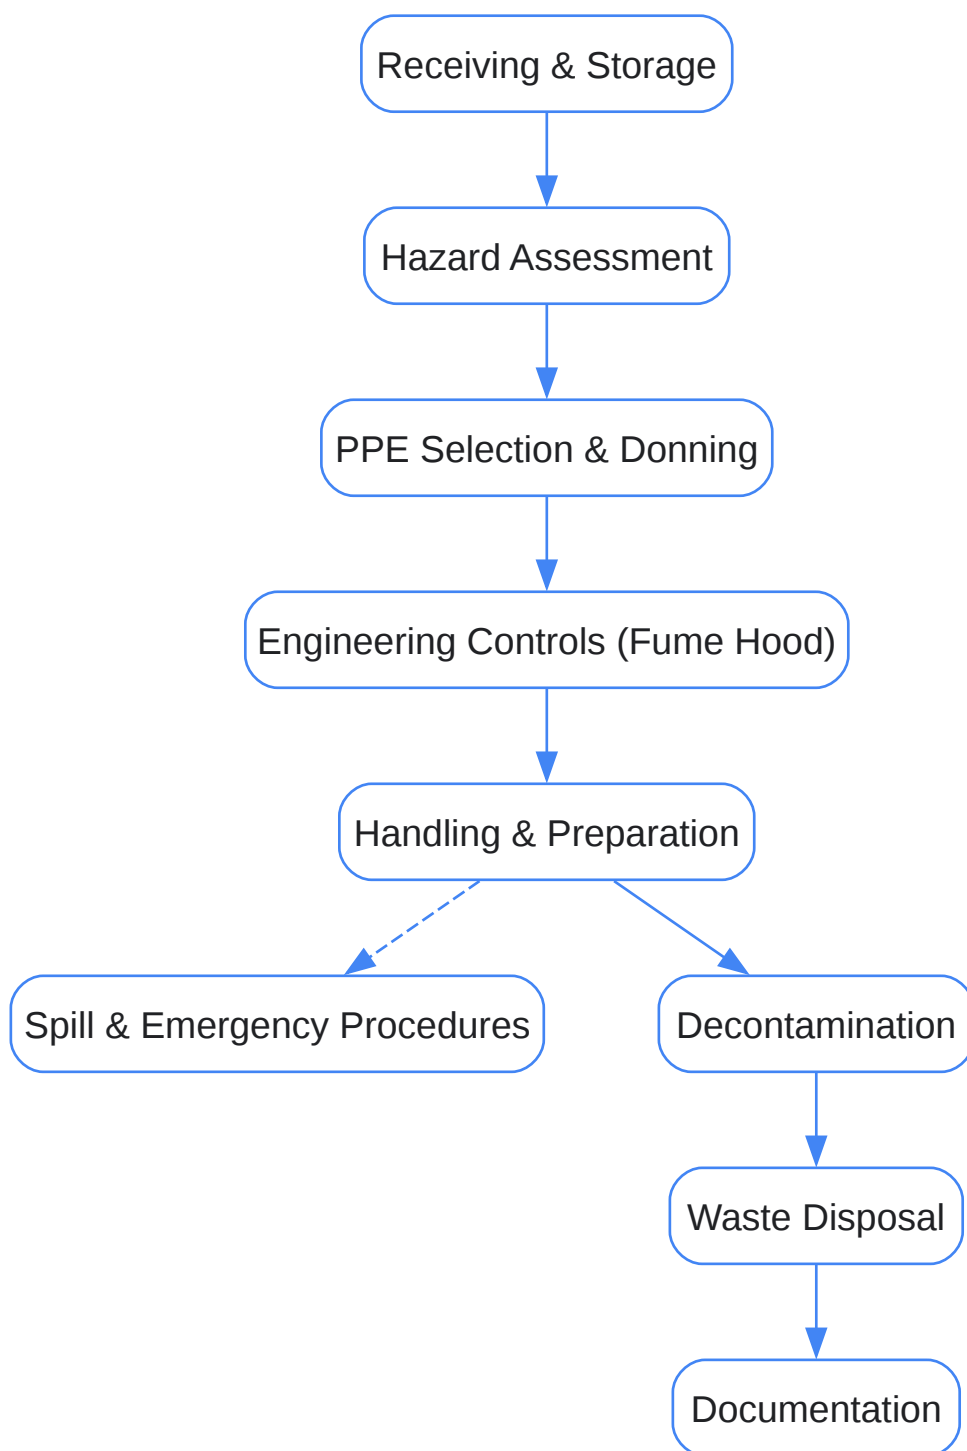 Receiving & Storage
Hazard Assessment
PPE Selection & Donning
Engineering Controls (Fume Hood)
Handling & Preparation
Spill & Emergency Procedures
Decontamination
Waste Disposal
Documentation